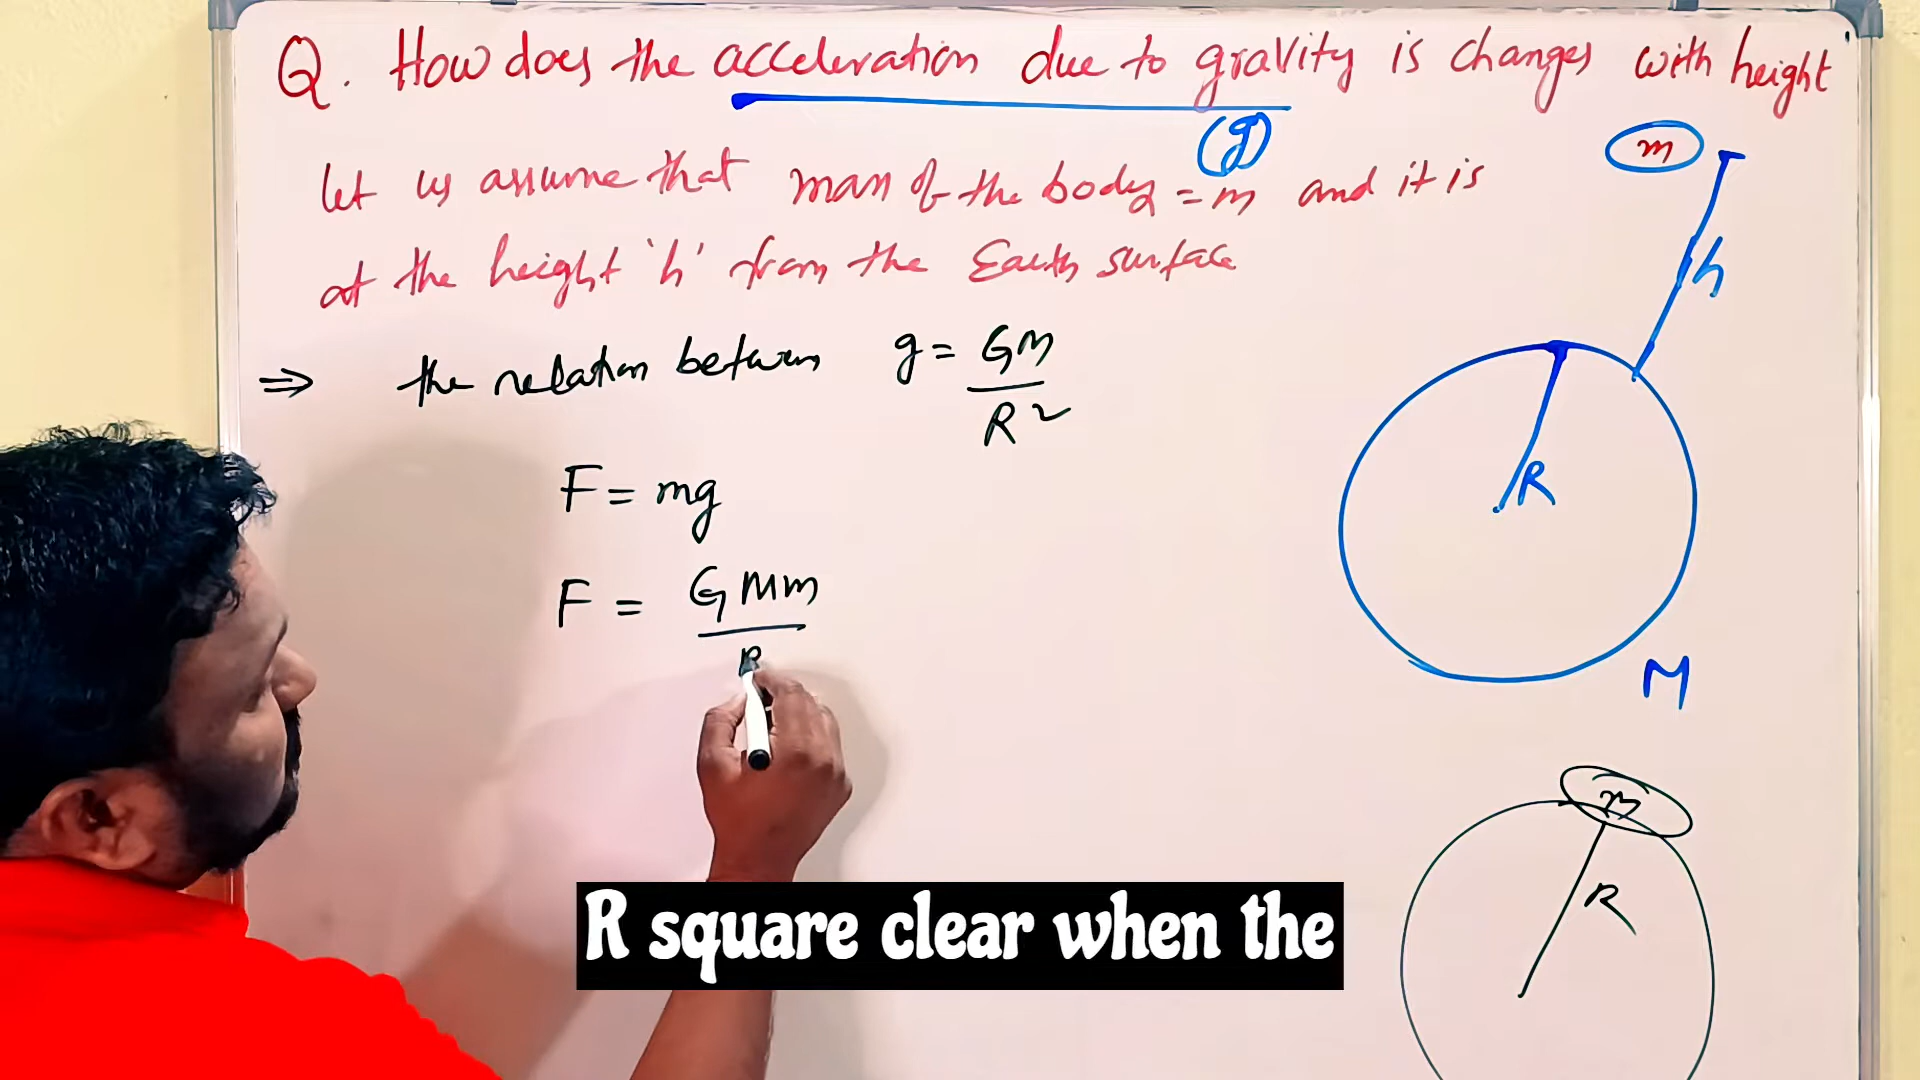 Q. How does the acceleration due to gravity is changes with height
(g)
m
let us assume that mass of the body = m and it is
at the height 'h' from the Earth surface
h
⇒ the relation between g = GM
R²
F = mg
R
F = GMm
R
M
m
R
R square clear when the